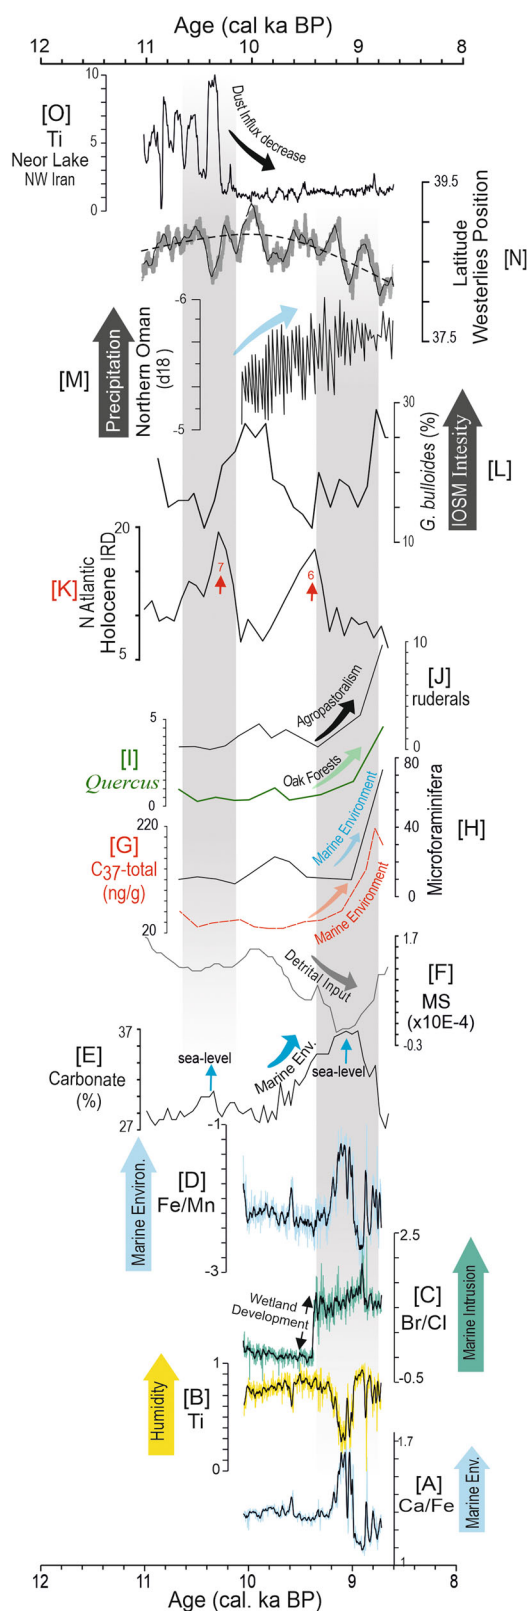 Age (cal ka BP)
12 11 10 9 8
[O]
Ti
Neor Lake
NW Iran
10
5
0
Dust Influx decrease
39.5
37.5
Latitude
Westerlies Position
[N]
[M]
Precipitation
Northern Oman
(d18 )
-6
-5
30
10
G. bulloides (%)
IOSM Intesity
[L]
[K]
N Atlantic
Holocene IRD
20
5
7
6
10
0
[J]
ruderals
Agropastoralism
[I]
Quercus
5
0
Oak Forests
80
40
0
Microforaminifera
[H]
Marine Environment
[G]
C37-total
(ng/g)
220
20
Marine Environment
1.7
-0.3
[F]
MS
(x10E-4)
Detrital Input
[E]
Carbonate
(%)
37
27
sea-level
Marine Env.
sea-level
Marine Environ.
[D]
Fe/Mn
-1
-3
2.5
-0.5
[C]
Br/Cl
Marine Intrusion
Wetland
Development
Humidity
[B]
Ti
1
0
1.7
1
[A]
Ca/Fe
Marine Env.
12 11 10 9 8
Age (cal. ka BP)